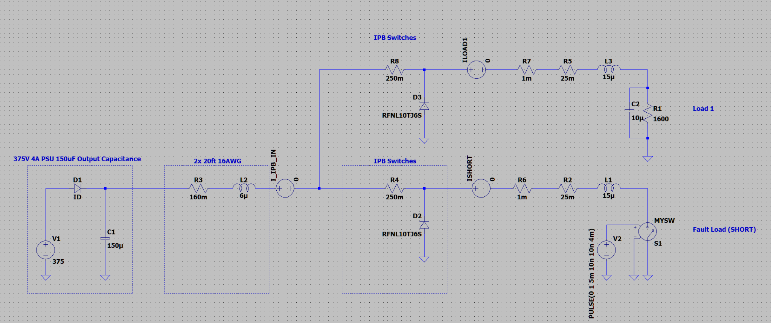 IPB Switches
R8
250m
ILOAD1
0
R7
1m
R5
25m
L3
15µ
D3
RFNL10TJ6S
C2
10µ
R1
1600
Load 1
375V 4A PSU 150uF Output Capacitance
2x 20ft 16AWG
I_IPB_IN
0
IPB Switches
D1
ID
R3
160m
L2
6µ
R4
250m
ISHORT
0
R6
1m
R2
25m
L1
15µ
V1
375
C1
150µ
D2
RFNL10TJ6S
V2
PULSE(0 1 5m 10n 10n 4m)
MYSW
S1
Fault Load (SHORT)